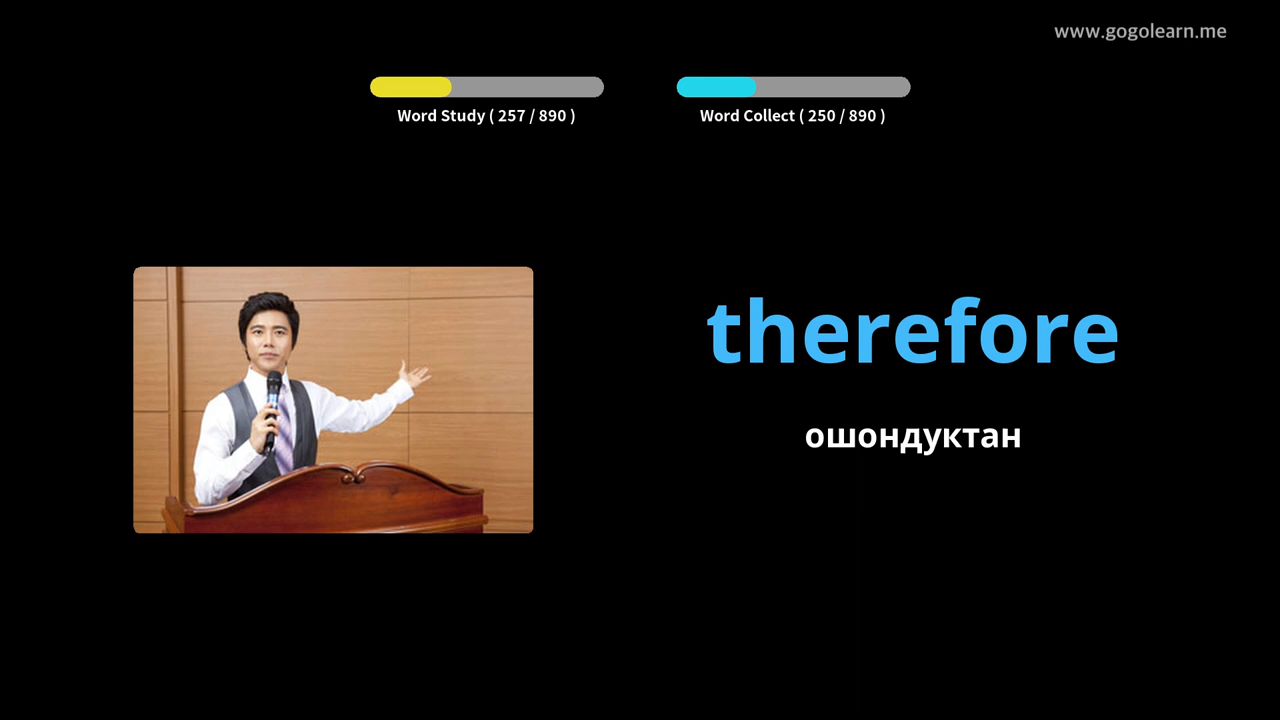 www.gogolearn.me
Word Study ( 257 / 890 )
Word Collect ( 250 / 890 )
therefore
ошондуктан